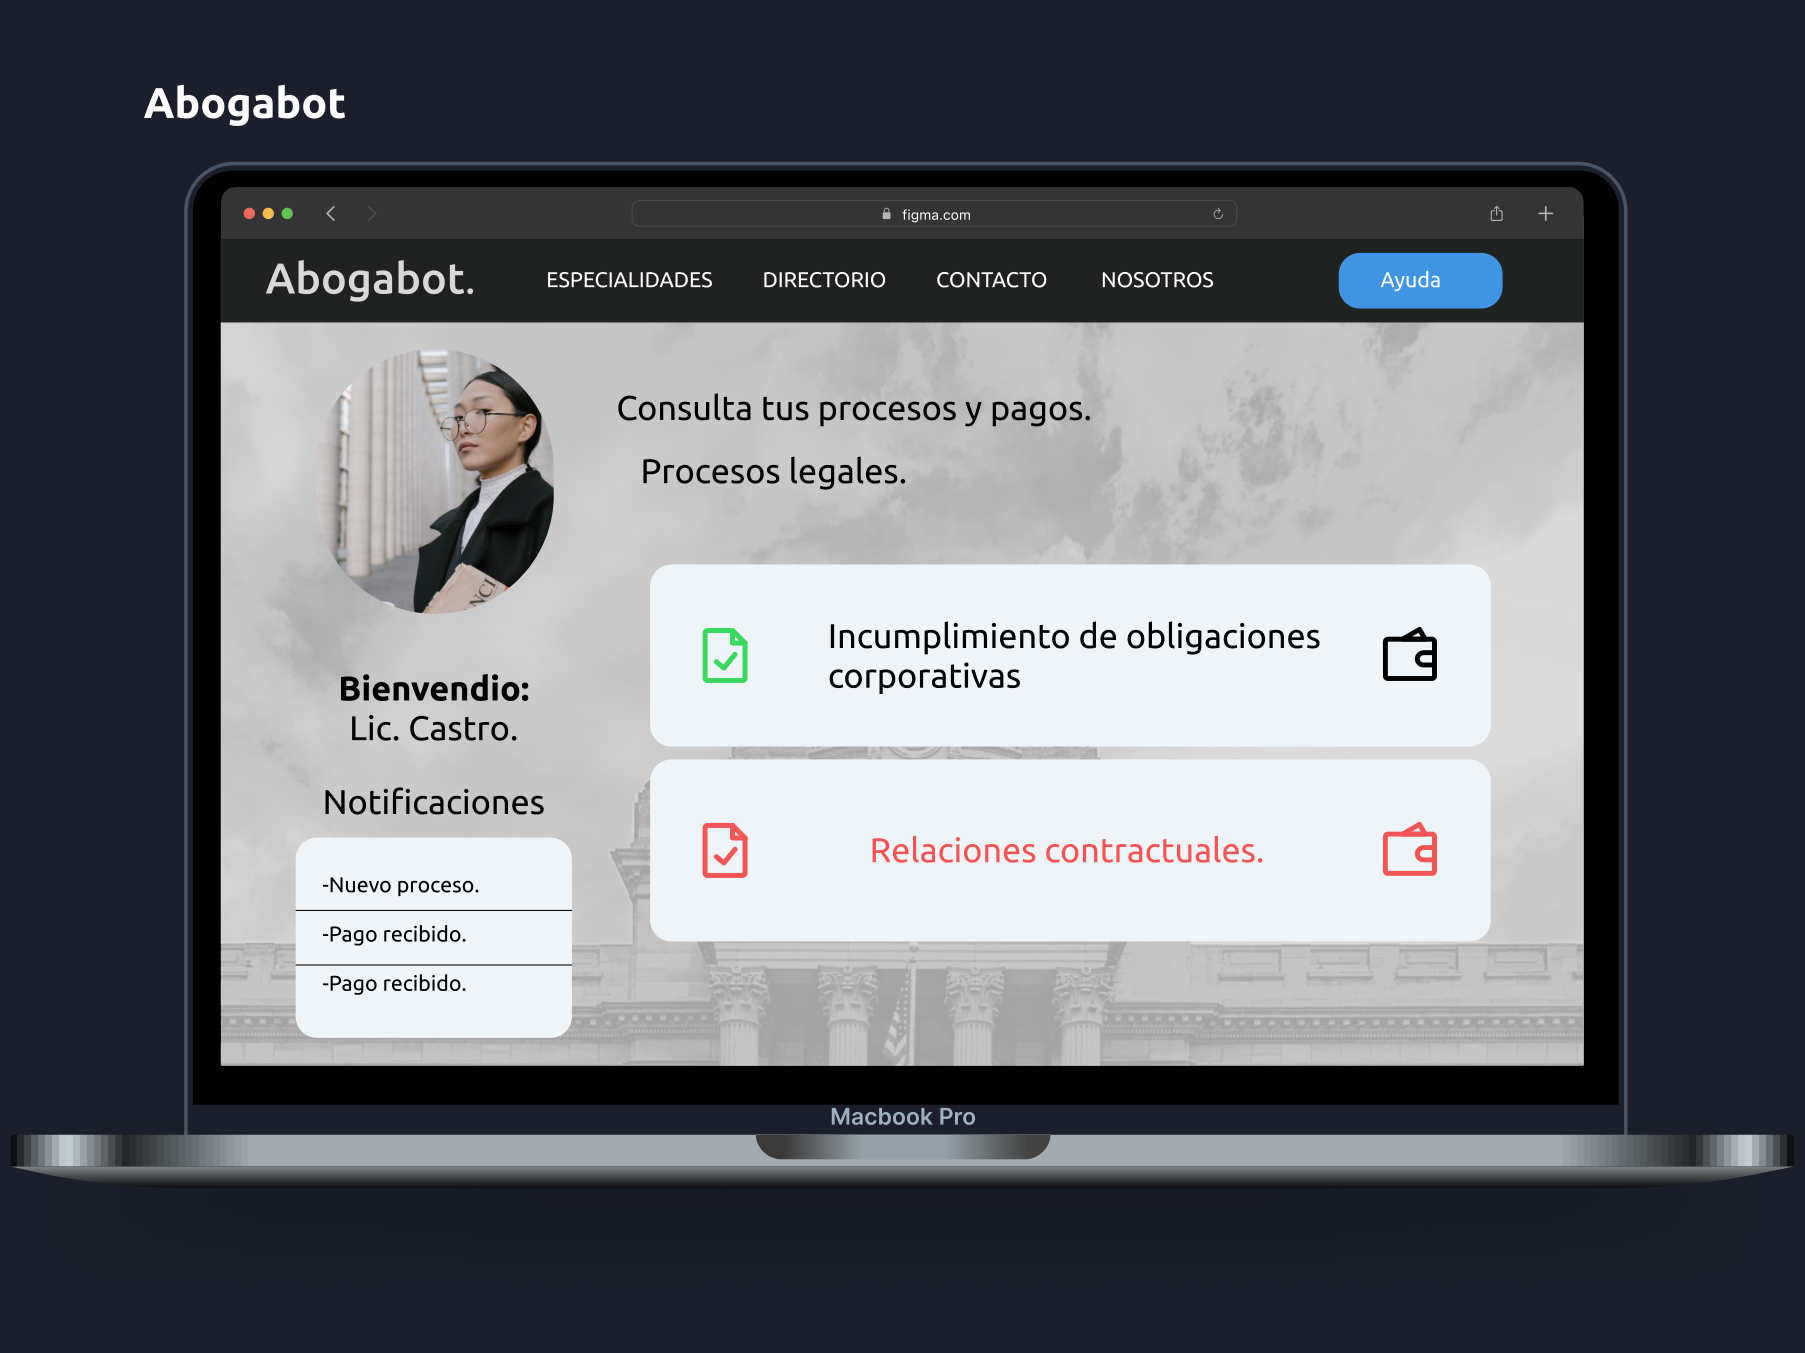 Abogabot
figma.com
Abogabot.
ESPECIALIDADES
DIRECTORIO
CONTACTO
NOSOTROS
Ayuda
Consulta tus procesos y pagos.
Procesos legales.
Bienvendio:
Lic. Castro.
Notificaciones
-Nuevo proceso.
-Pago recibido.
-Pago recibido.
Incumplimiento de obligaciones
corporativas
Relaciones contractuales.
Macbook Pro